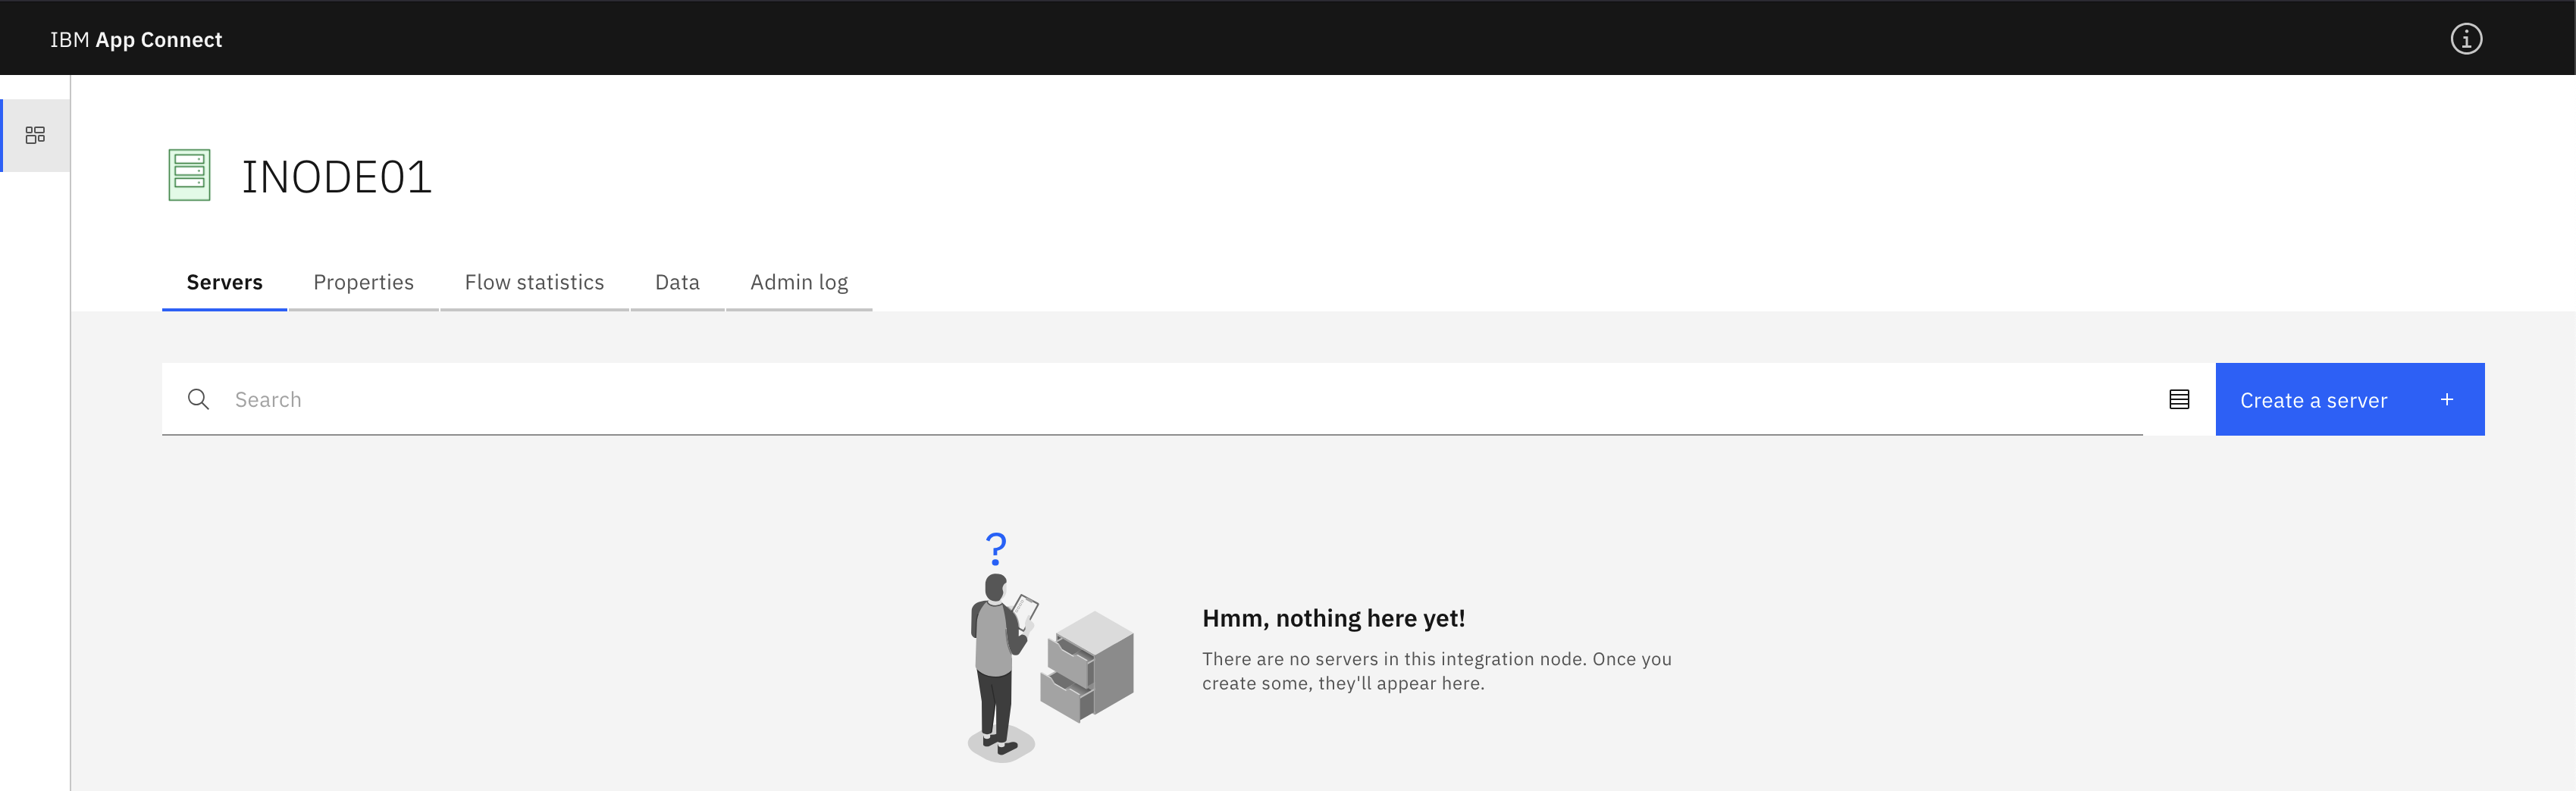 IBM App Connect
INODE01
Servers Properties Flow statistics Data Admin log
Search
Create a server +
?
Hmm, nothing here yet!
There are no servers in this integration node. Once you
create some, they'll appear here.